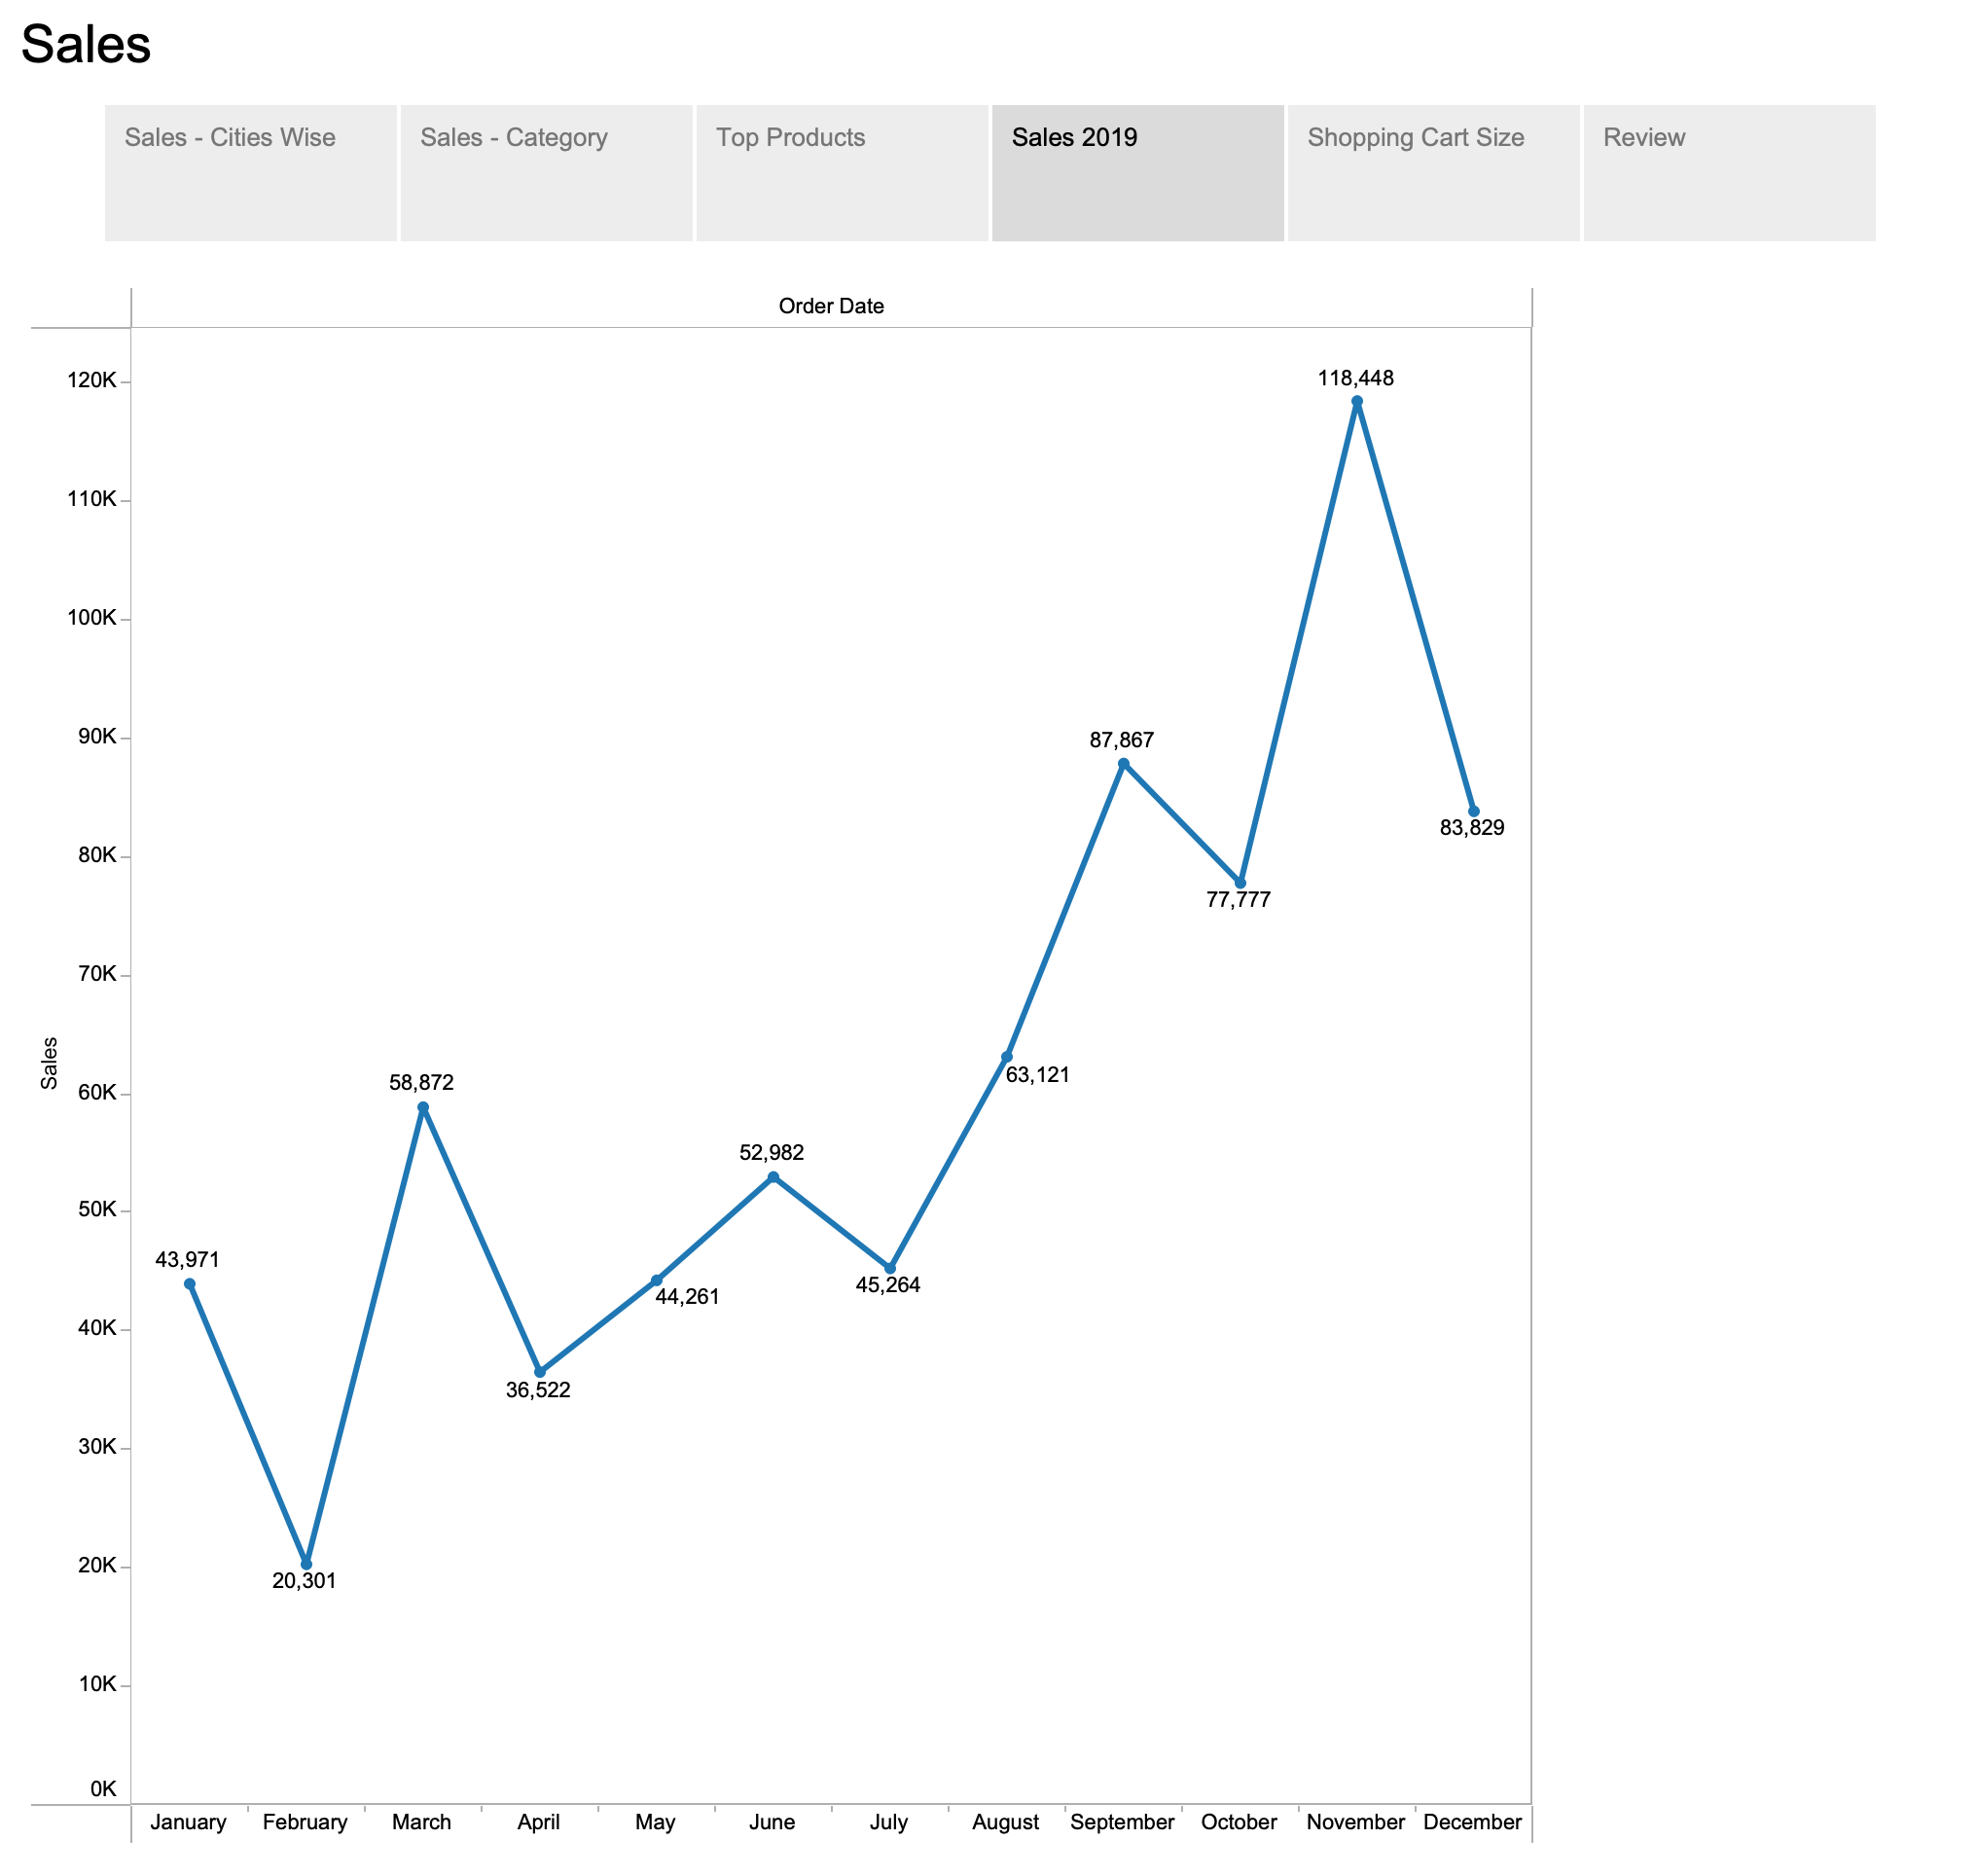 Sales
Sales - Cities Wise
Sales - Category
Top Products
Sales 2019
Shopping Cart Size
Review
Order Date
120K
110K
100K
90K
80K
70K
60K
50K
40K
30K
20K
10K
0K
Sales
43,971
20,301
58,872
36,522
44,261
52,982
45,264
63,121
87,867
77,777
118,448
83,829
January
February
March
April
May
June
July
August
September
October
November
December